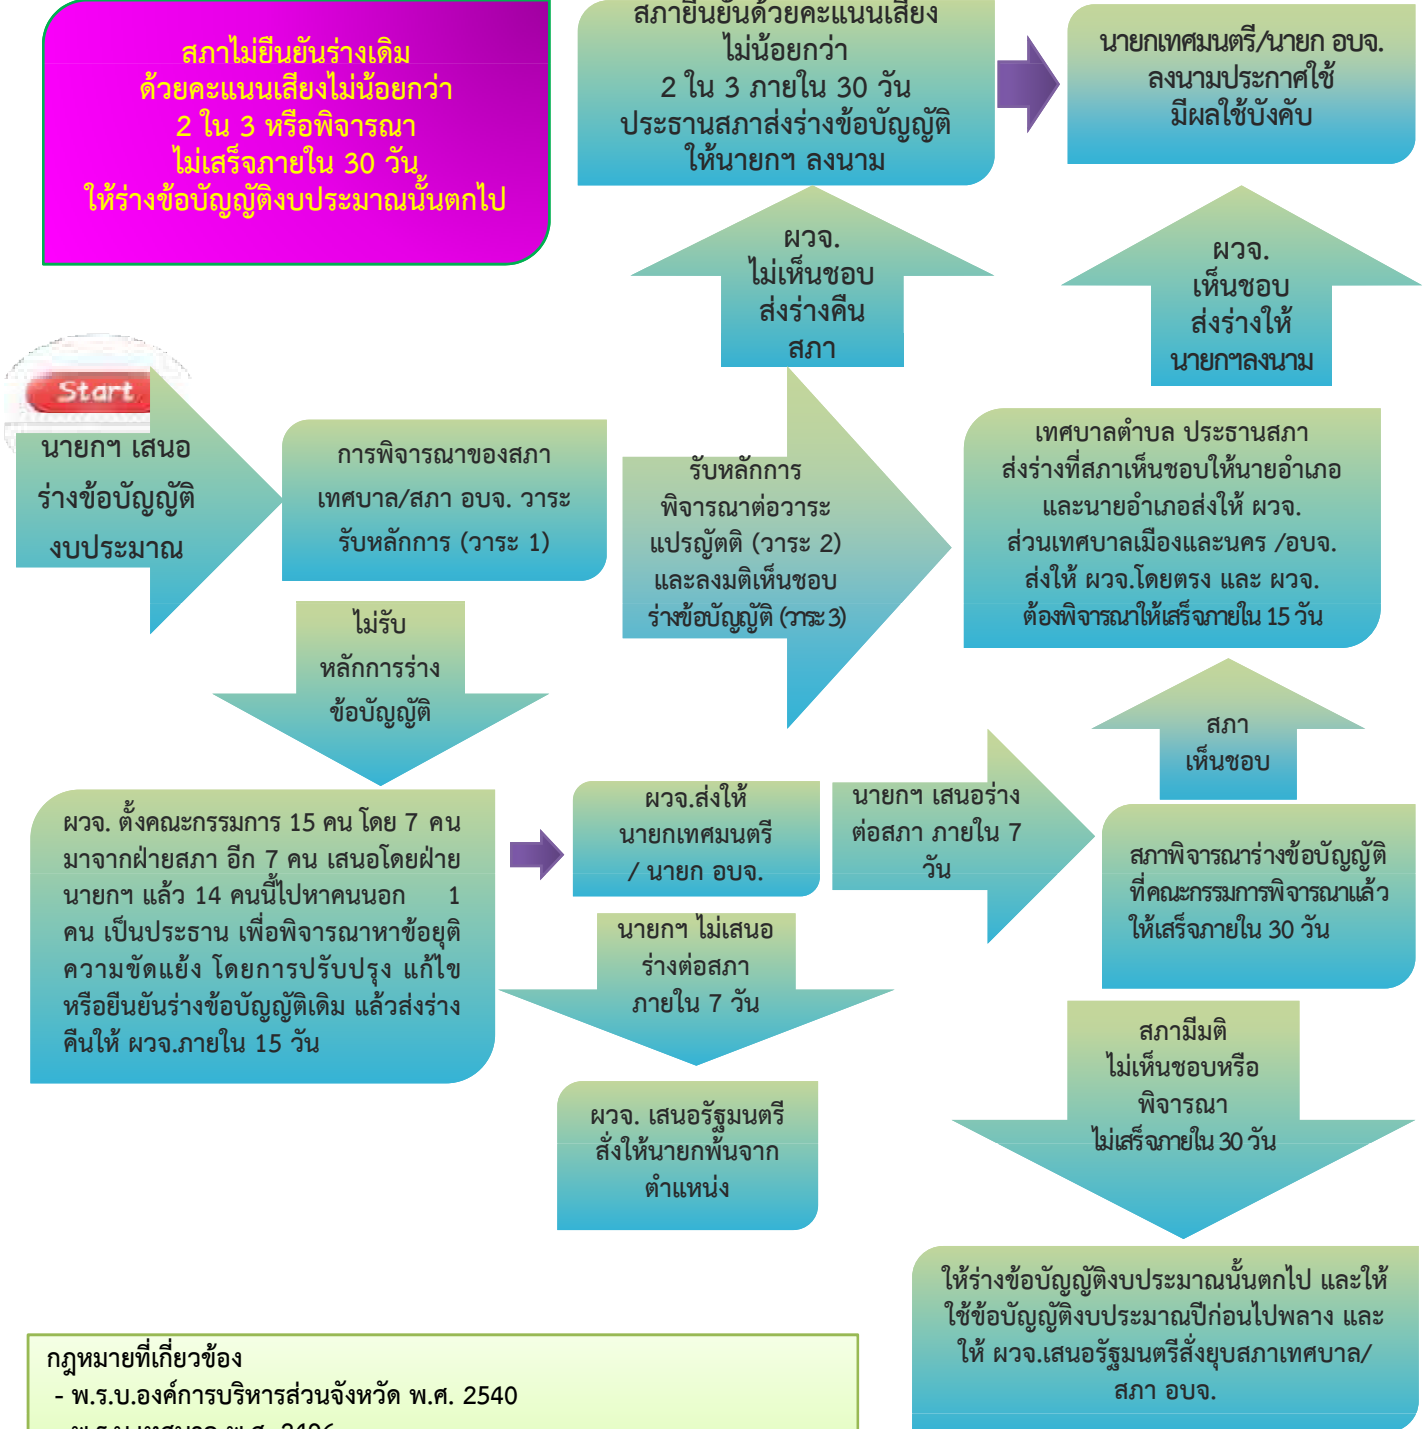 สภาไม่ยืนยันร่างเดิม
ด้วยคะแนนเสียงไม่น้อยกว่า
2 ใน 3 หรือพิจารณา
ไม่เสร็จภายใน 30 วัน
ให้ร่างข้อบัญญัติงบประมาณนั้นตกไป
สภายืนยันด้วยคะแนนเสียง
ไม่น้อยกว่า
2 ใน 3 ภายใน 30 วัน
ประธานสภาส่งร่างข้อบัญญัติ
ให้นายกฯ ลงนาม
นายกเทศมนตรี/นายก อบจ.
ลงนามประกาศใช้
มีผลใช้บังคับ
ผวจ.
ไม่เห็นชอบ
ส่งร่างคืน
สภา
ผวจ.
เห็นชอบ
ส่งร่างให้
นายกฯลงนาม
Start
นายกฯ เสนอ
ร่างข้อบัญญัติ
งบประมาณ
การพิจารณาของสภา
เทศบาล/สภา อบจ. วาระ
รับหลักการ (วาระ 1)
รับหลักการ
พิจารณาต่อวาระ
แปรญัตติ (วาระ 2)
และลงมติเห็นชอบ
ร่างข้อบัญญัติ (วาระ 3)
เทศบาลตำบล ประธานสภา
ส่งร่างที่สภาเห็นชอบให้นายอำเภอ
และนายอำเภอส่งให้ ผวจ.
ส่วนเทศบาลเมืองและนคร /อบจ.
ส่งให้ ผวจ.โดยตรง และ ผวจ.
ต้องพิจารณาให้เสร็จภายใน 15 วัน
ไม่รับ
หลักการร่าง
ข้อบัญญัติ
สภา
เห็นชอบ
ผวจ. ตั้งคณะกรรมการ 15 คน โดย 7 คน
มาจากฝ่ายสภา อีก 7 คน เสนอโดยฝ่าย
นายกฯ แล้ว 14 คนนี้ไปหาคนนอก 1
คน เป็นประธาน เพื่อพิจารณาหาข้อยุติ
ความขัดแย้ง โดยการปรับปรุง แก้ไข
หรือยืนยันร่างข้อบัญญัติเดิม แล้วส่งร่าง
คืนให้ ผวจ.ภายใน 15 วัน
ผวจ.ส่งให้
นายกเทศมนตรี
/ นายก อบจ.
นายกฯ เสนอร่าง
ต่อสภา ภายใน 7
วัน
สภาพิจารณาร่างข้อบัญญัติ
ที่คณะกรรมการพิจารณาแล้ว
ให้เสร็จภายใน 30 วัน
นายกฯ ไม่เสนอ
ร่างต่อสภา
ภายใน 7 วัน
สภามีมติ
ไม่เห็นชอบหรือ
พิจารณา
ไม่เสร็จภายใน 30 วัน
ผวจ. เสนอรัฐมนตรี
สั่งให้นายกพ้นจาก
ตำแหน่ง
ให้ร่างข้อบัญญัติงบประมาณนั้นตกไป และให้
ใช้ข้อบัญญัติงบประมาณปีก่อนไปพลาง และ
ให้ ผวจ.เสนอรัฐมนตรีสั่งยุบสภาเทศบาล/
สภา อบจ.
กฎหมายที่เกี่ยวข้อง
- พ.ร.บ.องค์การบริหารส่วนจังหวัด พ.ศ. 2540